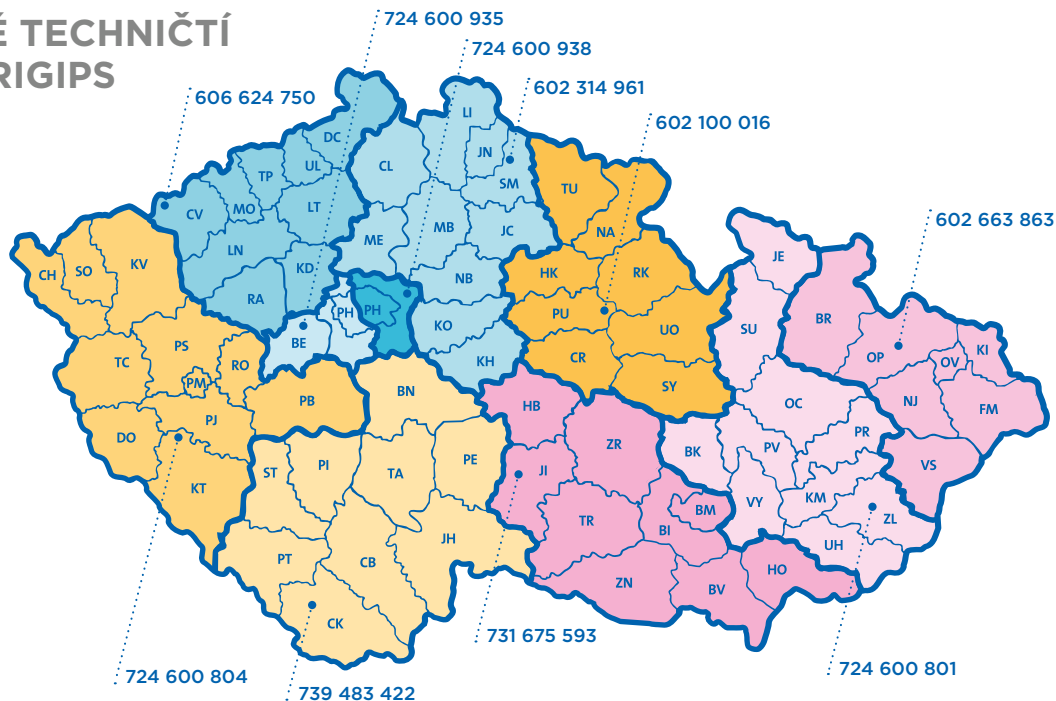 É TECHNIČTÍ
RIGIPS
724 600 935
724 600 938
606 624 750
602 314 961
602 100 016
602 663 863
LI
DC
JN
CL
UL
TP
SM
TU
CV
MO
LT
MB
JC
NA
ME
LN
JE
CH
SO
KV
KD
NB
HK
RK
RA
PH
PH
PU
BR
KO
UO
SU
BE
PS
OP
KI
TC
RO
KH
CR
OV
PM
SY
PB
BN
HB
OC
NJ
FM
PJ
DO
ZR
PR
PV
BK
ST
PI
TA
PE
JI
VS
KT
KM
VY
BM
ZL
TR
BI
JH
UH
PT
CB
HO
ZN
BV
CK
731 675 593
724 600 804
724 600 801
739 483 422